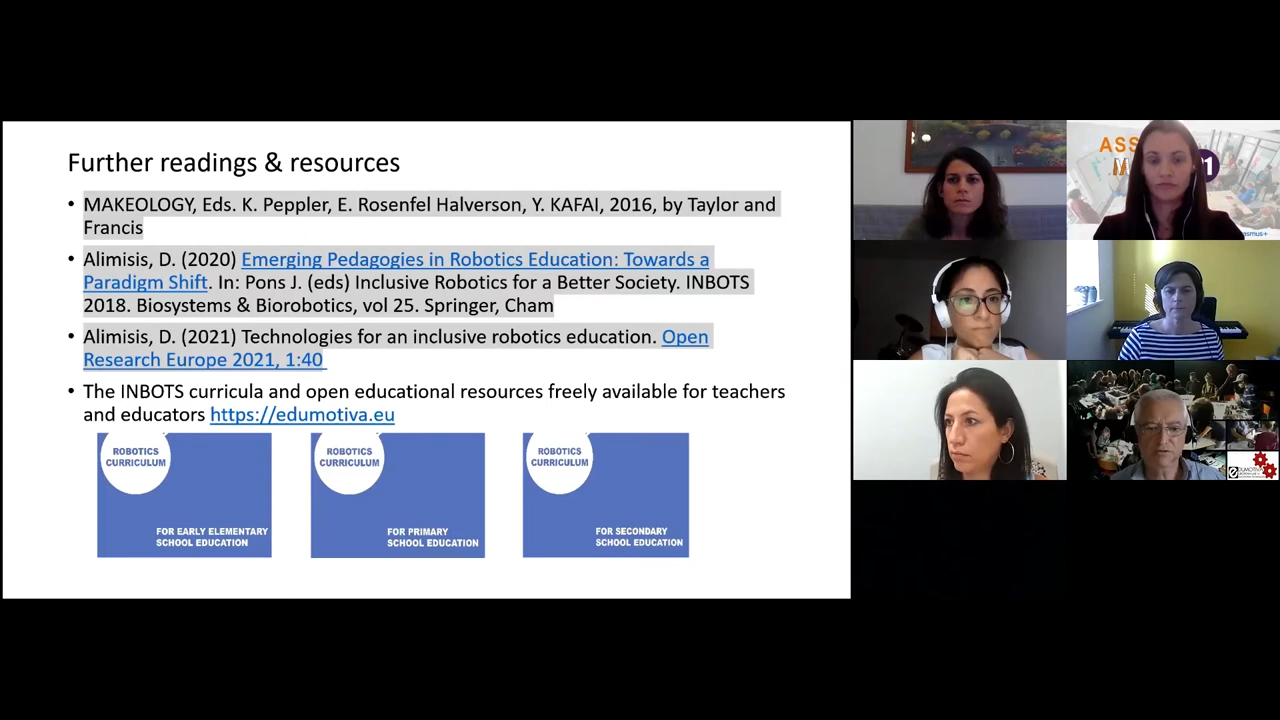 Further readings & resources
• MAKEOLOGY, Eds. K. Peppler, E. Rosenfel Halverson, Y. KAFAI, 2016, by Taylor and
Francis
• Alimisis, D. (2020) Emerging Pedagogies in Robotics Education: Towards a
Paradigm Shift. In: Pons J. (eds) Inclusive Robotics for a Better Society. INBOTS
2018. Biosystems & Biorobotics, vol 25. Springer, Cham
• Alimisis, D. (2021) Technologies for an inclusive robotics education. Open
Research Europe 2021, 1:40
• The INBOTS curricula and open educational resources freely available for teachers
and educators https://edumotiva.eu
ROBOTICS
CURRICULUM
FOR EARLY ELEMENTARY
SCHOOL EDUCATION
ROBOTICS
CURRICULUM
FOR PRIMARY
SCHOOL EDUCATION
ROBOTICS
CURRICULUM
FOR SECONDARY
SCHOOL EDUCATION
ASS